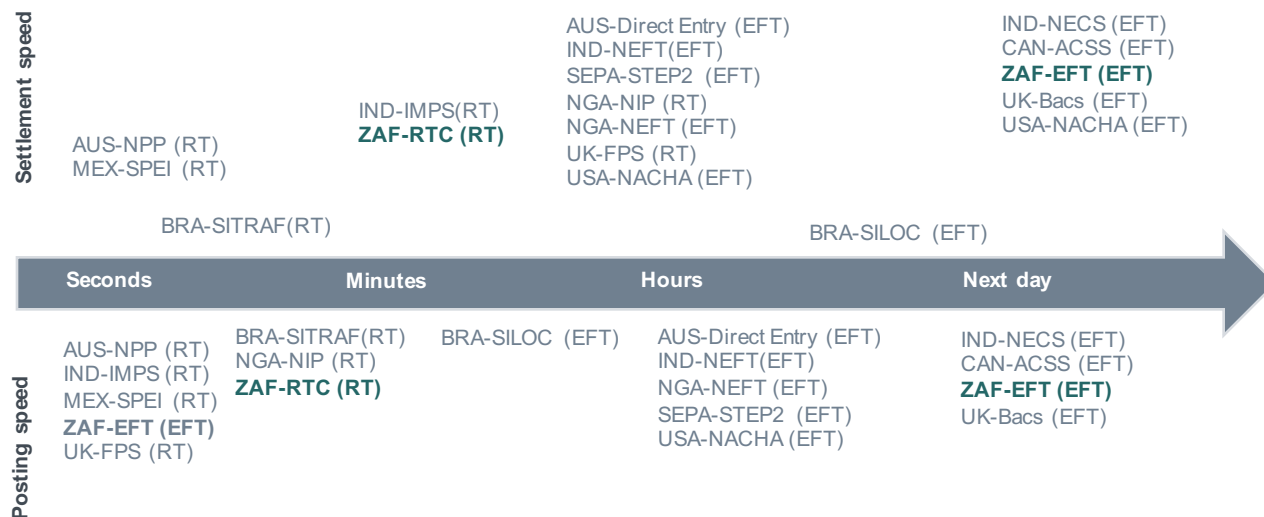 Settlement speed
AUS-NPP (RT)
MEX-SPEI (RT)
BRA-SITRAF(RT)
IND-IMPS(RT)
ZAF-RTC (RT)
AUS-Direct Entry (EFT)
IND-NEFT(EFT)
SEPA-STEP2 (EFT)
NGA-NIP (RT)
NGA-NEFT (EFT)
UK-FPS (RT)
USA-NACHA (EFT)
BRA-SILOC (EFT)
IND-NECS (EFT)
CAN-ACSS (EFT)
ZAF-EFT (EFT)
UK-Bacs (EFT)
USA-NACHA (EFT)
Seconds
Minutes
Hours
Next day
Posting speed
AUS-NPP (RT)
IND-IMPS (RT)
MEX-SPEI (RT)
ZAF-EFT (EFT)
UK-FPS (RT)
BRA-SITRAF(RT)
NGA-NIP (RT)
ZAF-RTC (RT)
BRA-SILOC (EFT)
AUS-Direct Entry (EFT)
IND-NEFT(EFT)
NGA-NEFT (EFT)
SEPA-STEP2 (EFT)
USA-NACHA (EFT)
IND-NECS (EFT)
CAN-ACSS (EFT)
ZAF-EFT (EFT)
UK-Bacs (EFT)